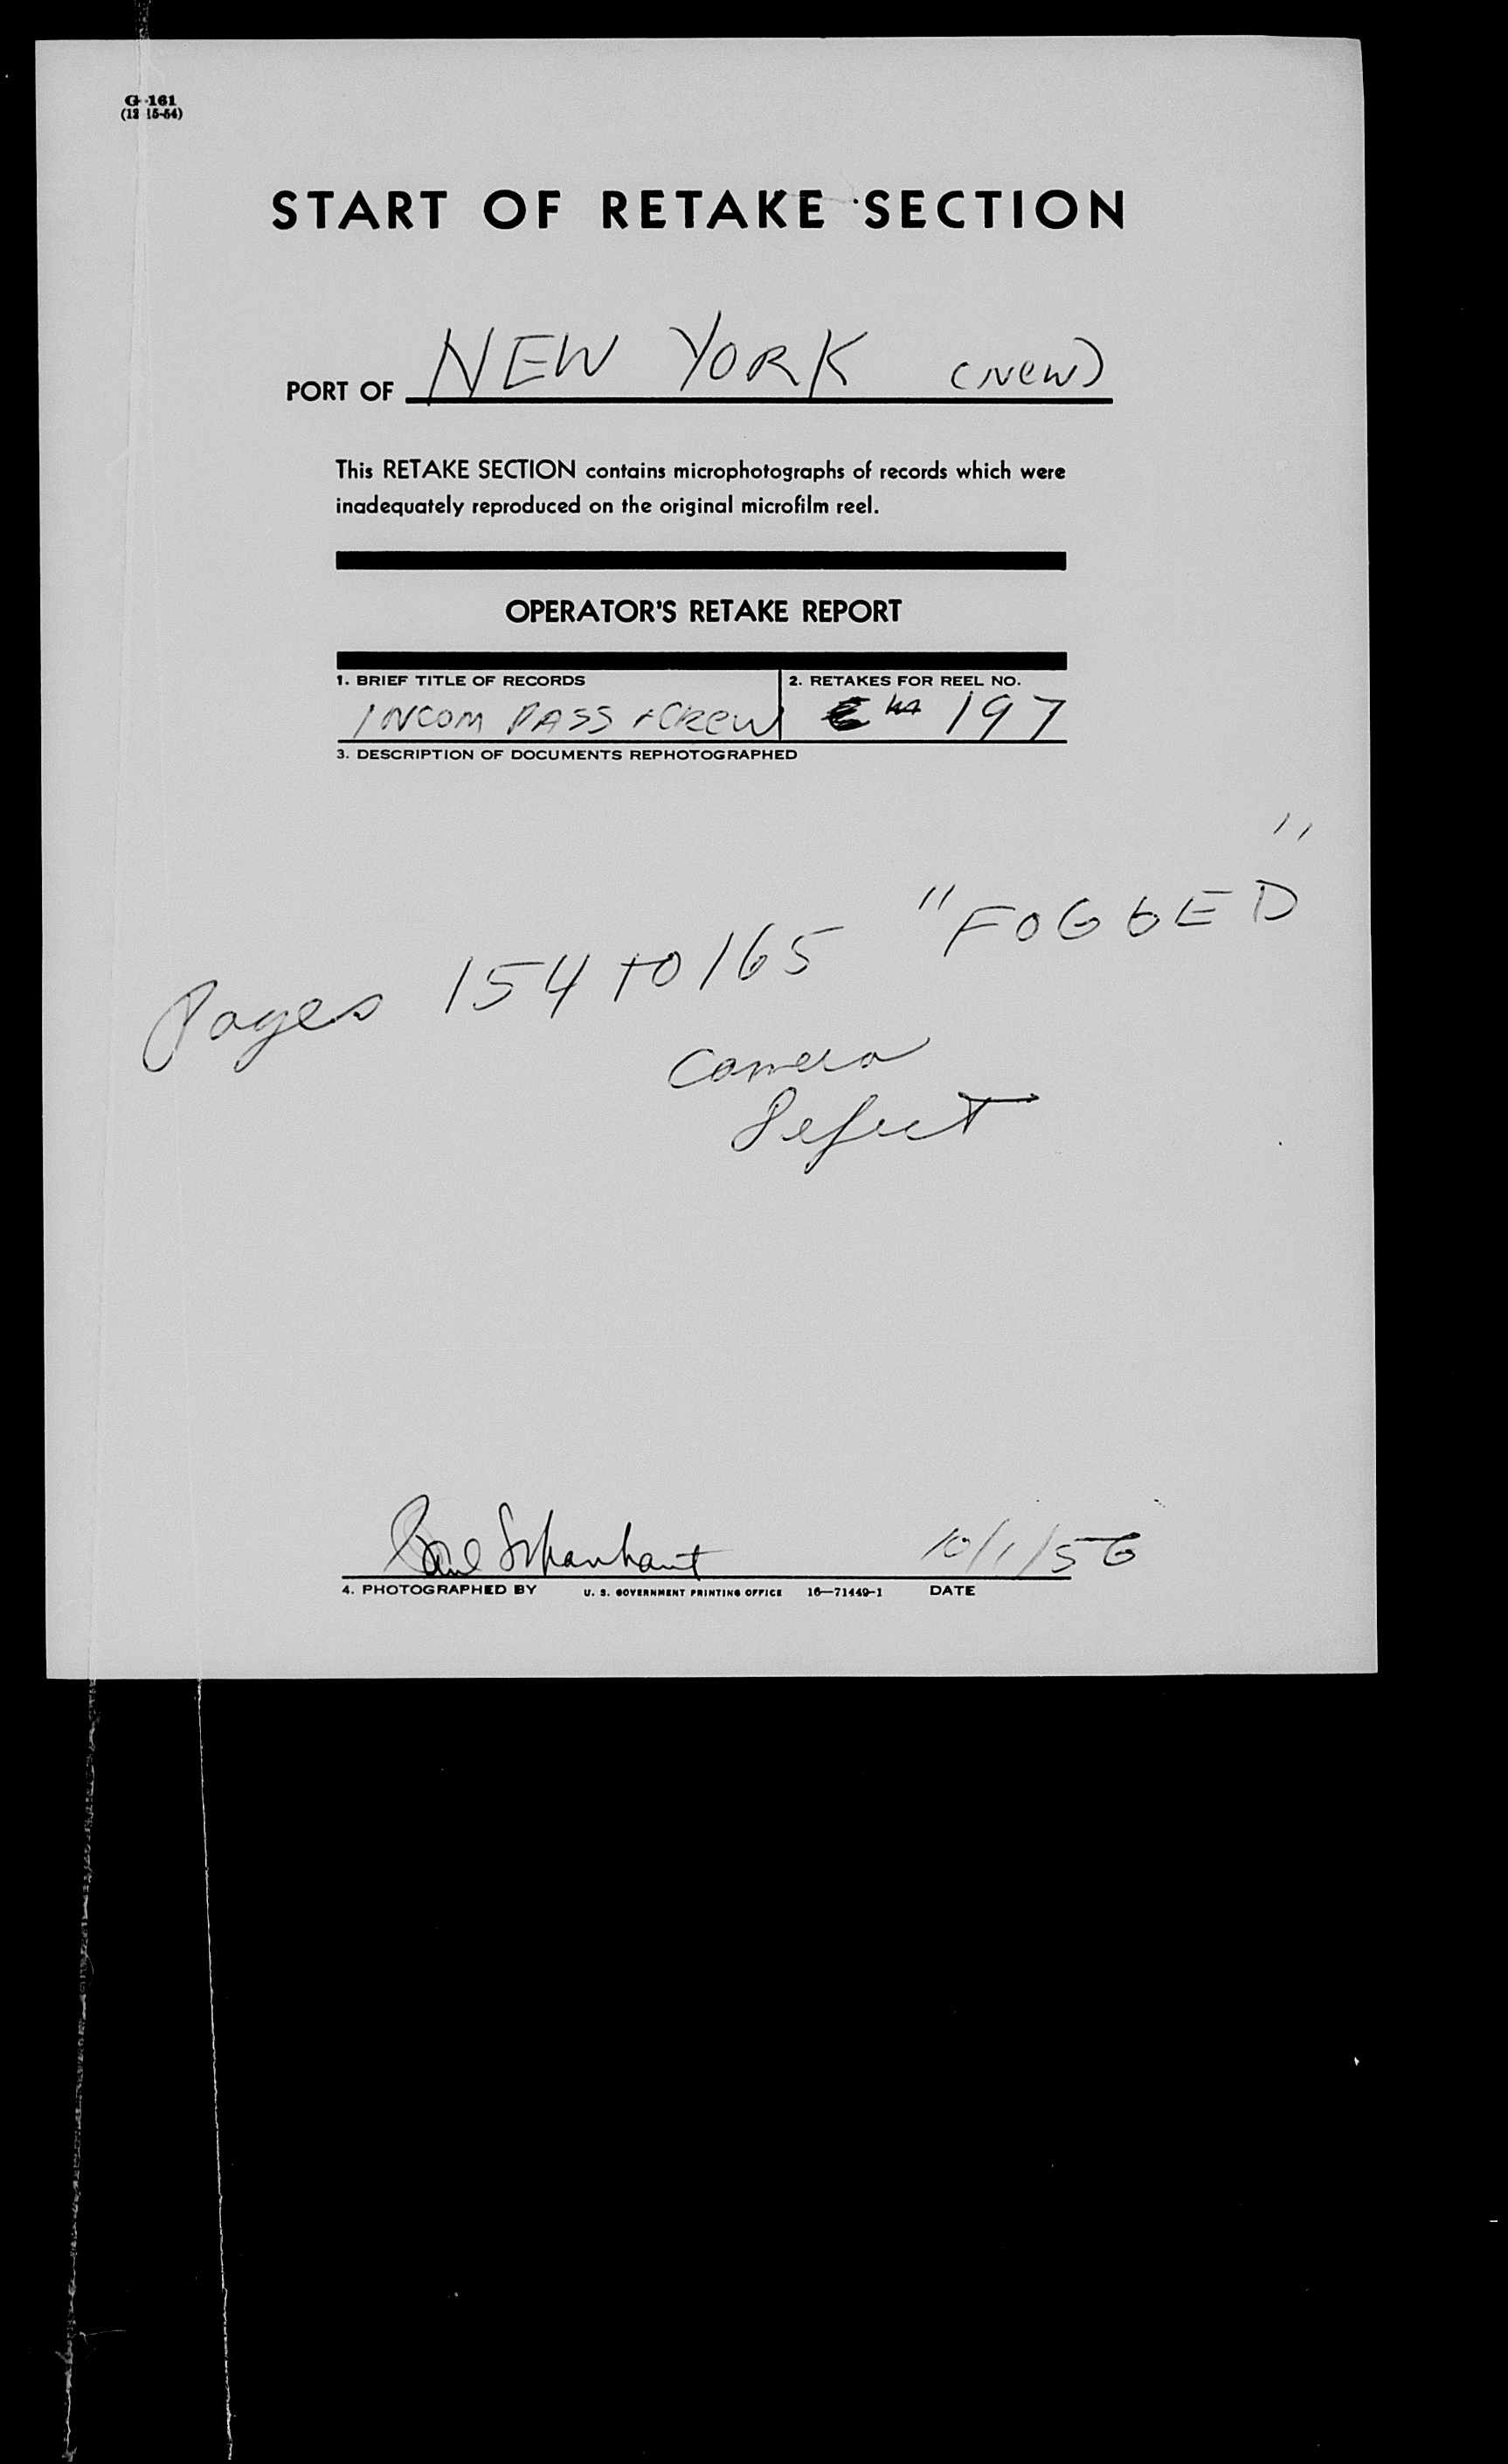 G-161
(12-15-54)
START OF RETAKE SECTION
PORT OF NEW YORK (NEW)
This RETAKE SECTION contains microphotographs of records which were
inadequately reproduced on the original microfilm reel.
OPERATOR'S RETAKE REPORT
1. BRIEF TITLE OF RECORDS 2. RETAKES FOR REEL NO.
INCOM PASS + CREW 197
3. DESCRIPTION OF DOCUMENTS REPHOTOGRAPHED
Pages 154 to 165 "FOGGED"
Camera
Defect
10/1/56
4. PHOTOGRAPHED BY U. S. GOVERNMENT PRINTING OFFICE 16—71449-1 DATE